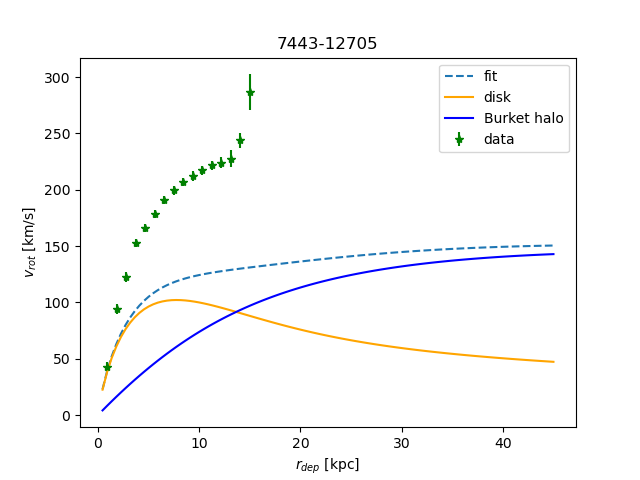 7443-12705
fit
disk
Burket halo
data
300
250
200
150
100
50
0
v_rot [km/s]
0 10 20 30 40
r_dep [kpc]